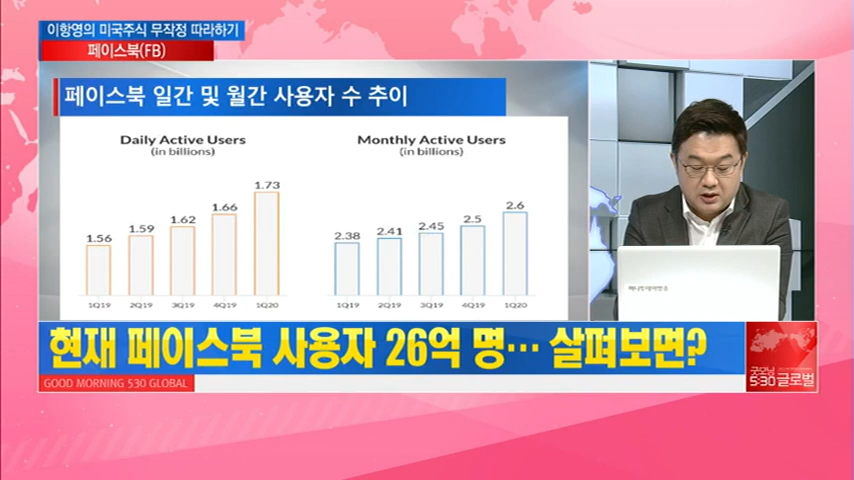 이항영의 미국주식 무작정 따라하기
페이스북(FB)
페이스북 일간 및 월간 사용자 수 추이
Daily Active Users
(in billions)
1.56
1.59
1.62
1.66
1.73
1Q19
2Q19
3Q19
4Q19
1Q20
Monthly Active Users
(in billions)
2.38
2.41
2.45
2.5
2.6
1Q19
2Q19
3Q19
4Q19
1Q20
현재 페이스북 사용자 26억 명… 살펴보면?
GOOD MORNING 530 GLOBAL
굿모닝
5:30 글로벌